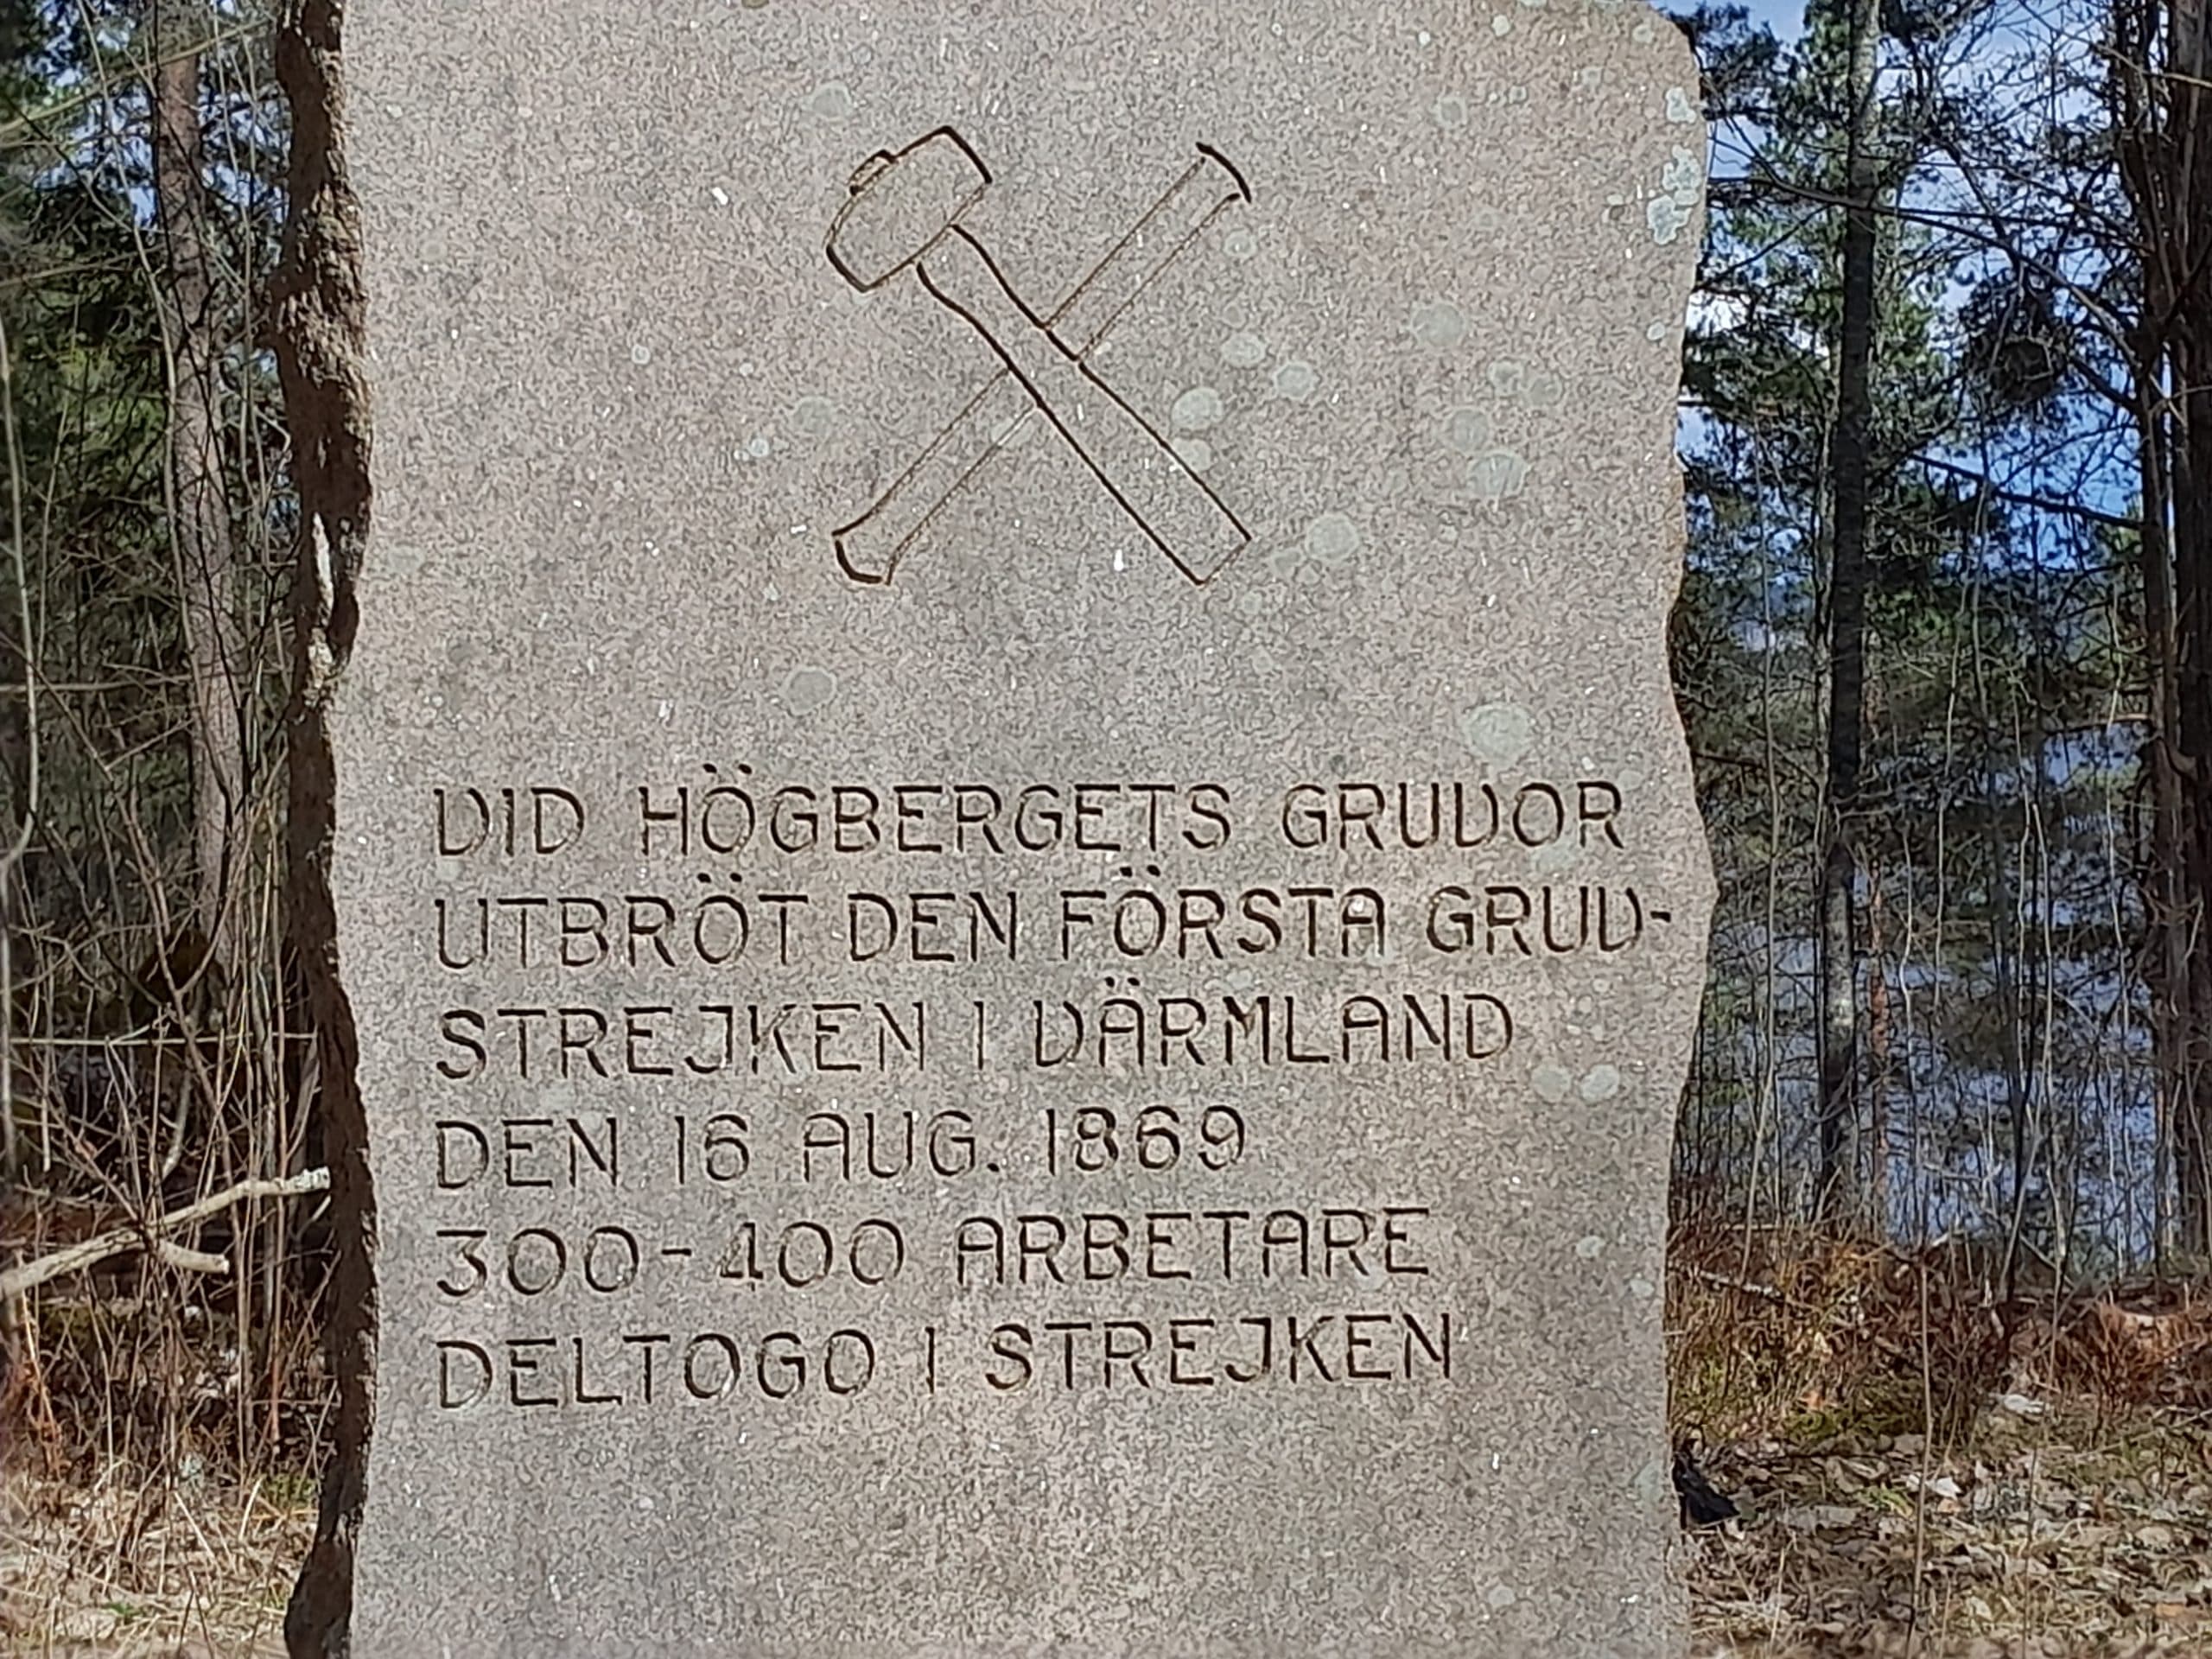 VID HÖGBERGETS GRUVOR
UTBRÖT DEN FÖRSTA GRUV-
STREJKEN I VÄRMLAND
DEN 16 AUG. 1869
300-400 ARBETARE
DELTOGO I STREJKEN